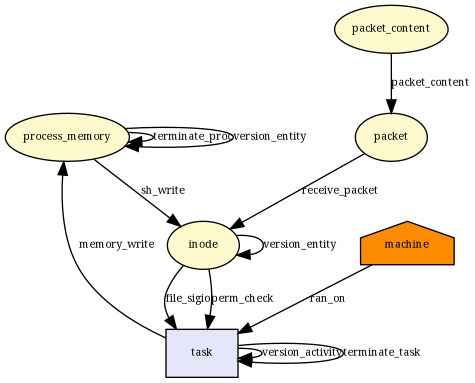 packet_content
packet_content
process_memory
terminate_proc
version_entity
packet
sh_write
receive_packet
memory_write
inode
version_entity
machine
file_sigio
perm_check
ran_on
task
version_activity
terminate_task